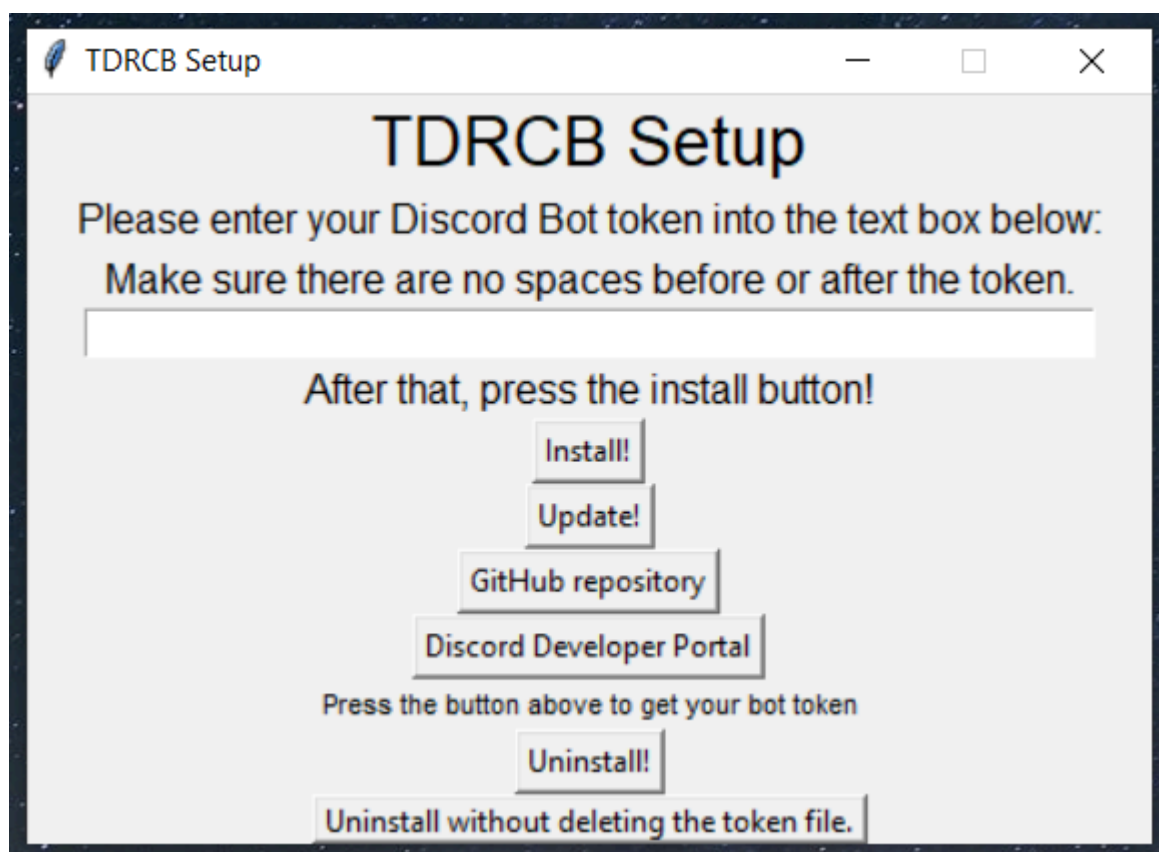 TDRCB Setup
TDRCB Setup
Please enter your Discord Bot token into the text box below:
Make sure there are no spaces before or after the token.
After that, press the install button!
Install!
Update!
GitHub repository
Discord Developer Portal
Press the button above to get your bot token
Uninstall!
Uninstall without deleting the token file.